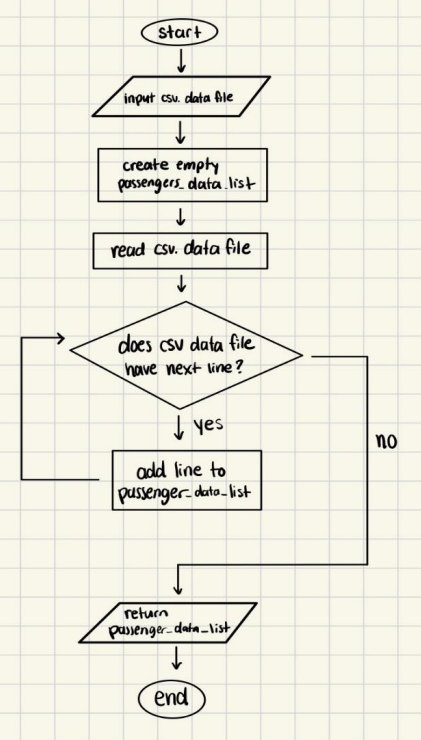 start
input csv. data file
create empty
passengers_data_list
read csv. data file
does csv data file
have next line?
yes
no
add line to
passenger_data_list
return
passenger_data_list
end